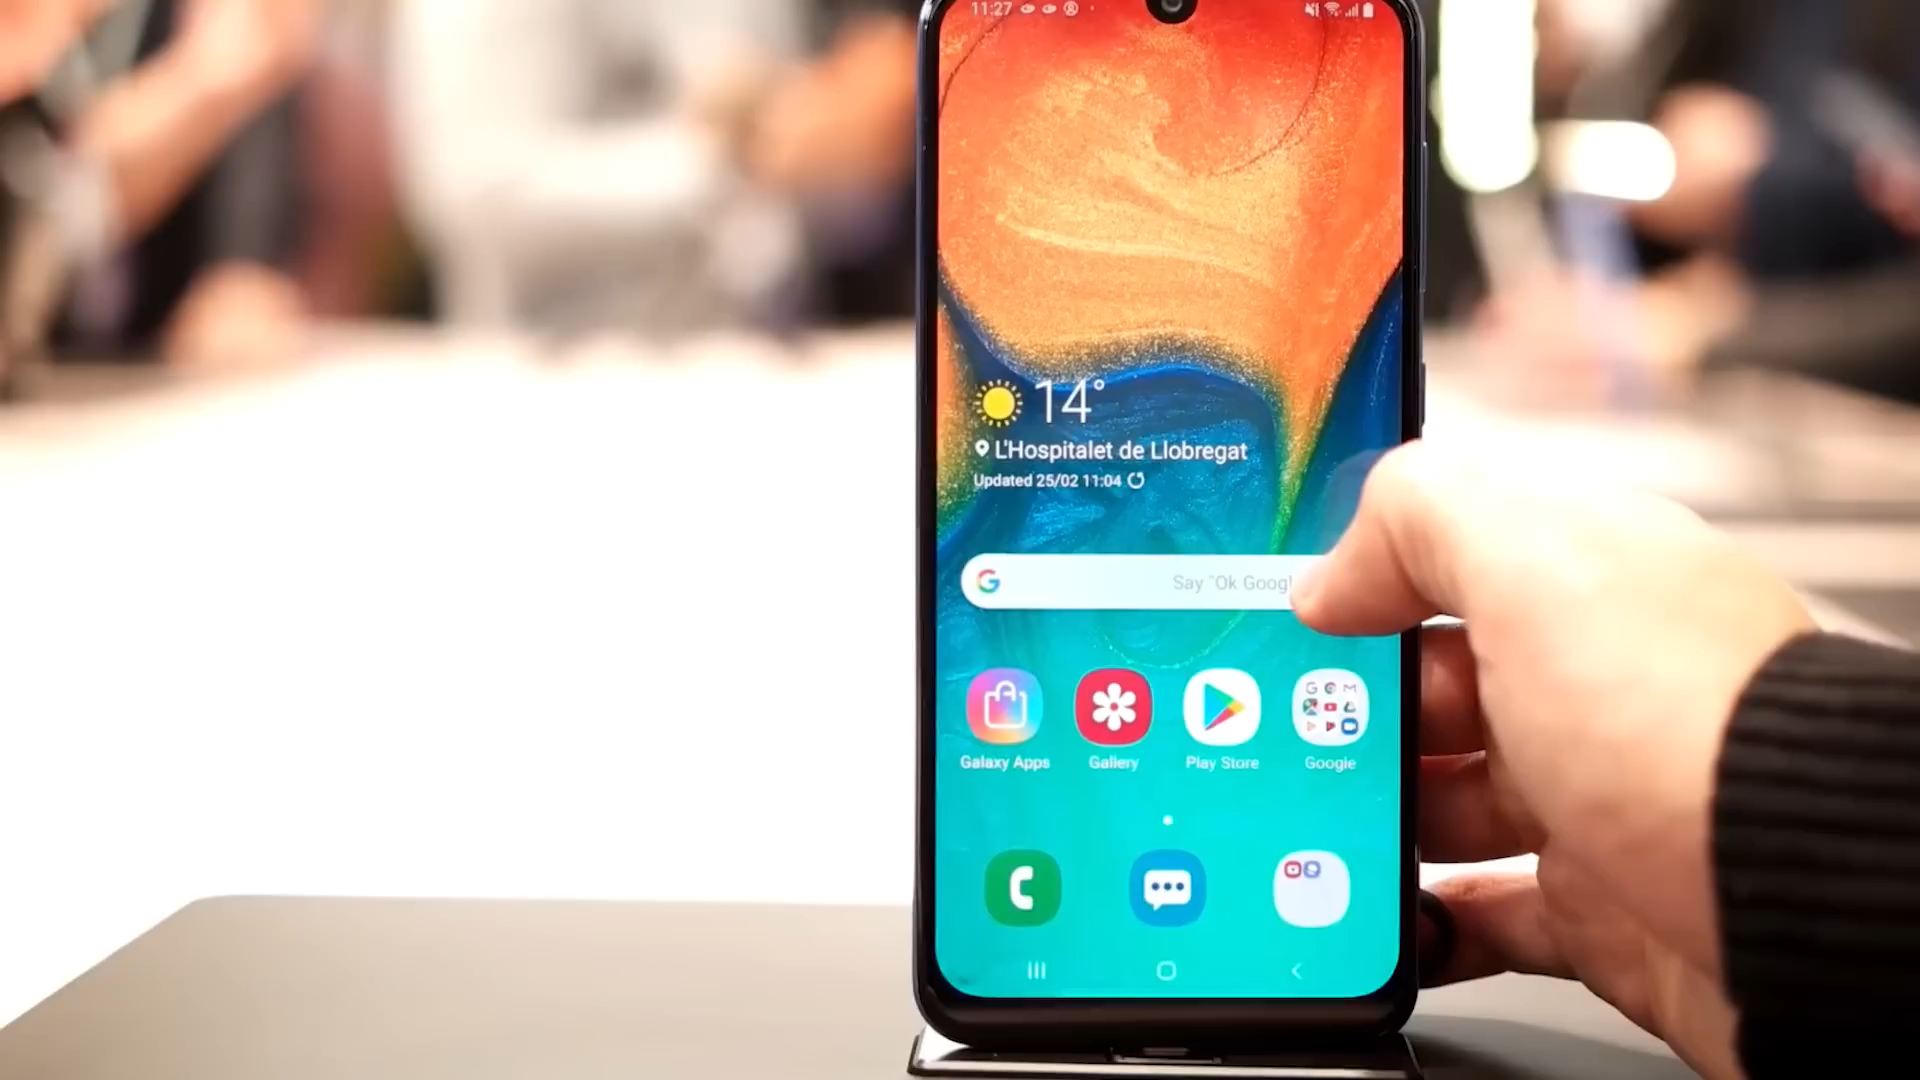 11:27
14°
L'Hospitalet de Llobregat
Updated 25/02 11:04
G Say "Ok Googl
Galaxy Apps Gallery Play Store Google